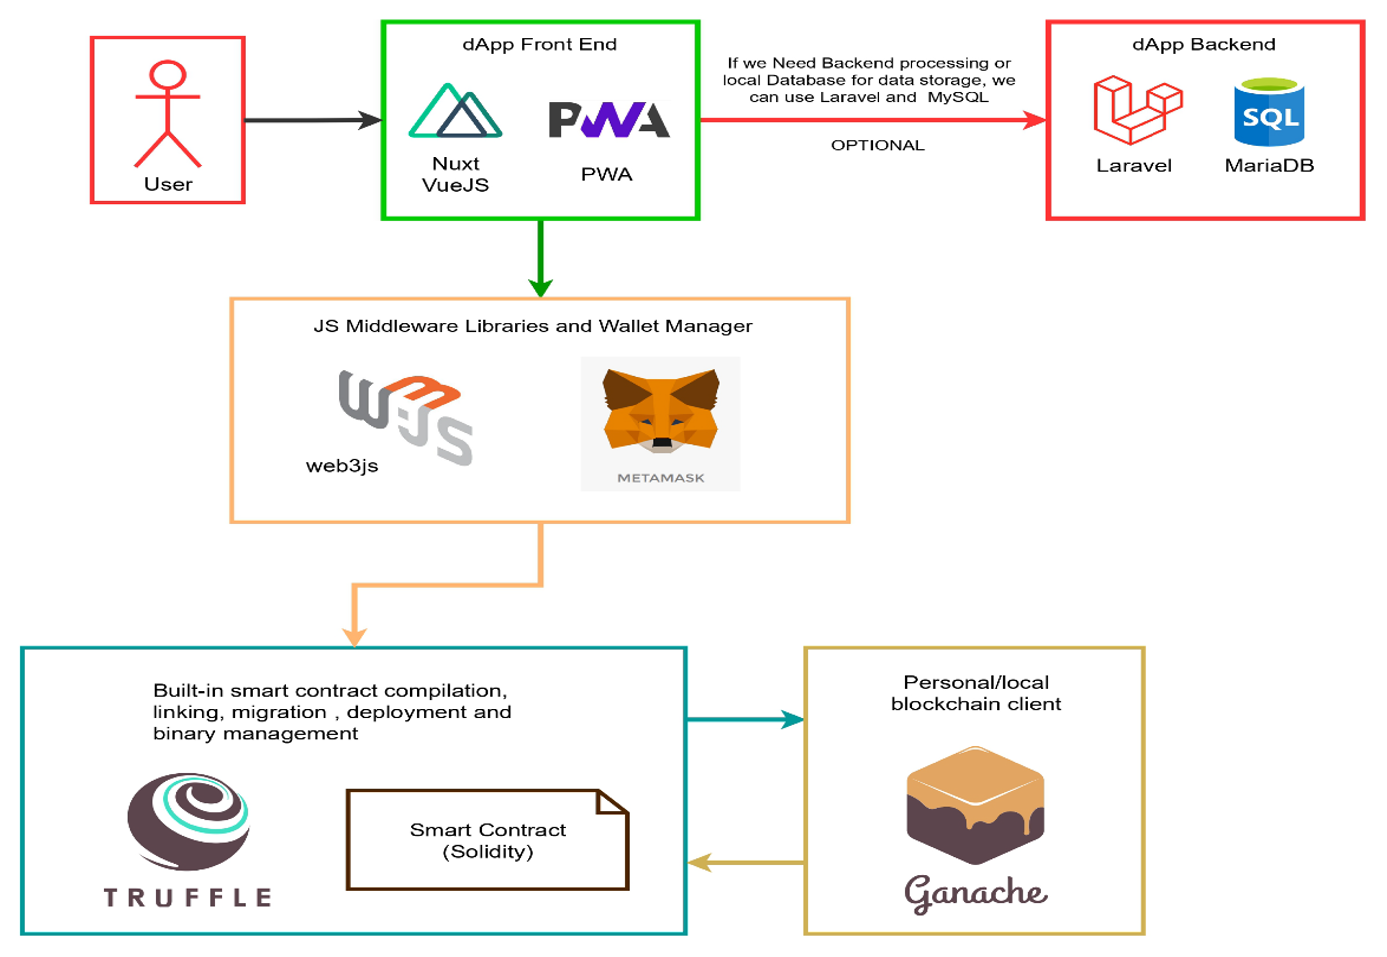 User
dApp Front End
Nuxt
VueJS
PWA
PWA
If we Need Backend processing or
local Database for data storage, we
can use Laravel and MySQL
OPTIONAL
dApp Backend
Laravel
SQL
MariaDB
JS Middleware Libraries and Wallet Manager
W3JS
web3js
METAMASK
Built-in smart contract compilation,
linking, migration , deployment and
binary management
TRUFFLE
Smart Contract
(Solidity)
Personal/local
blockchain client
Ganache